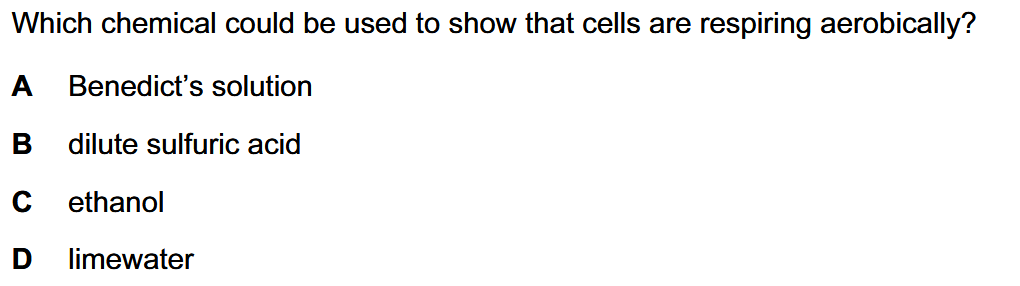 Which chemical could be used to show that cells are respiring aerobically?
A Benedict’s solution
B dilute sulfuric acid
C ethanol
D limewater